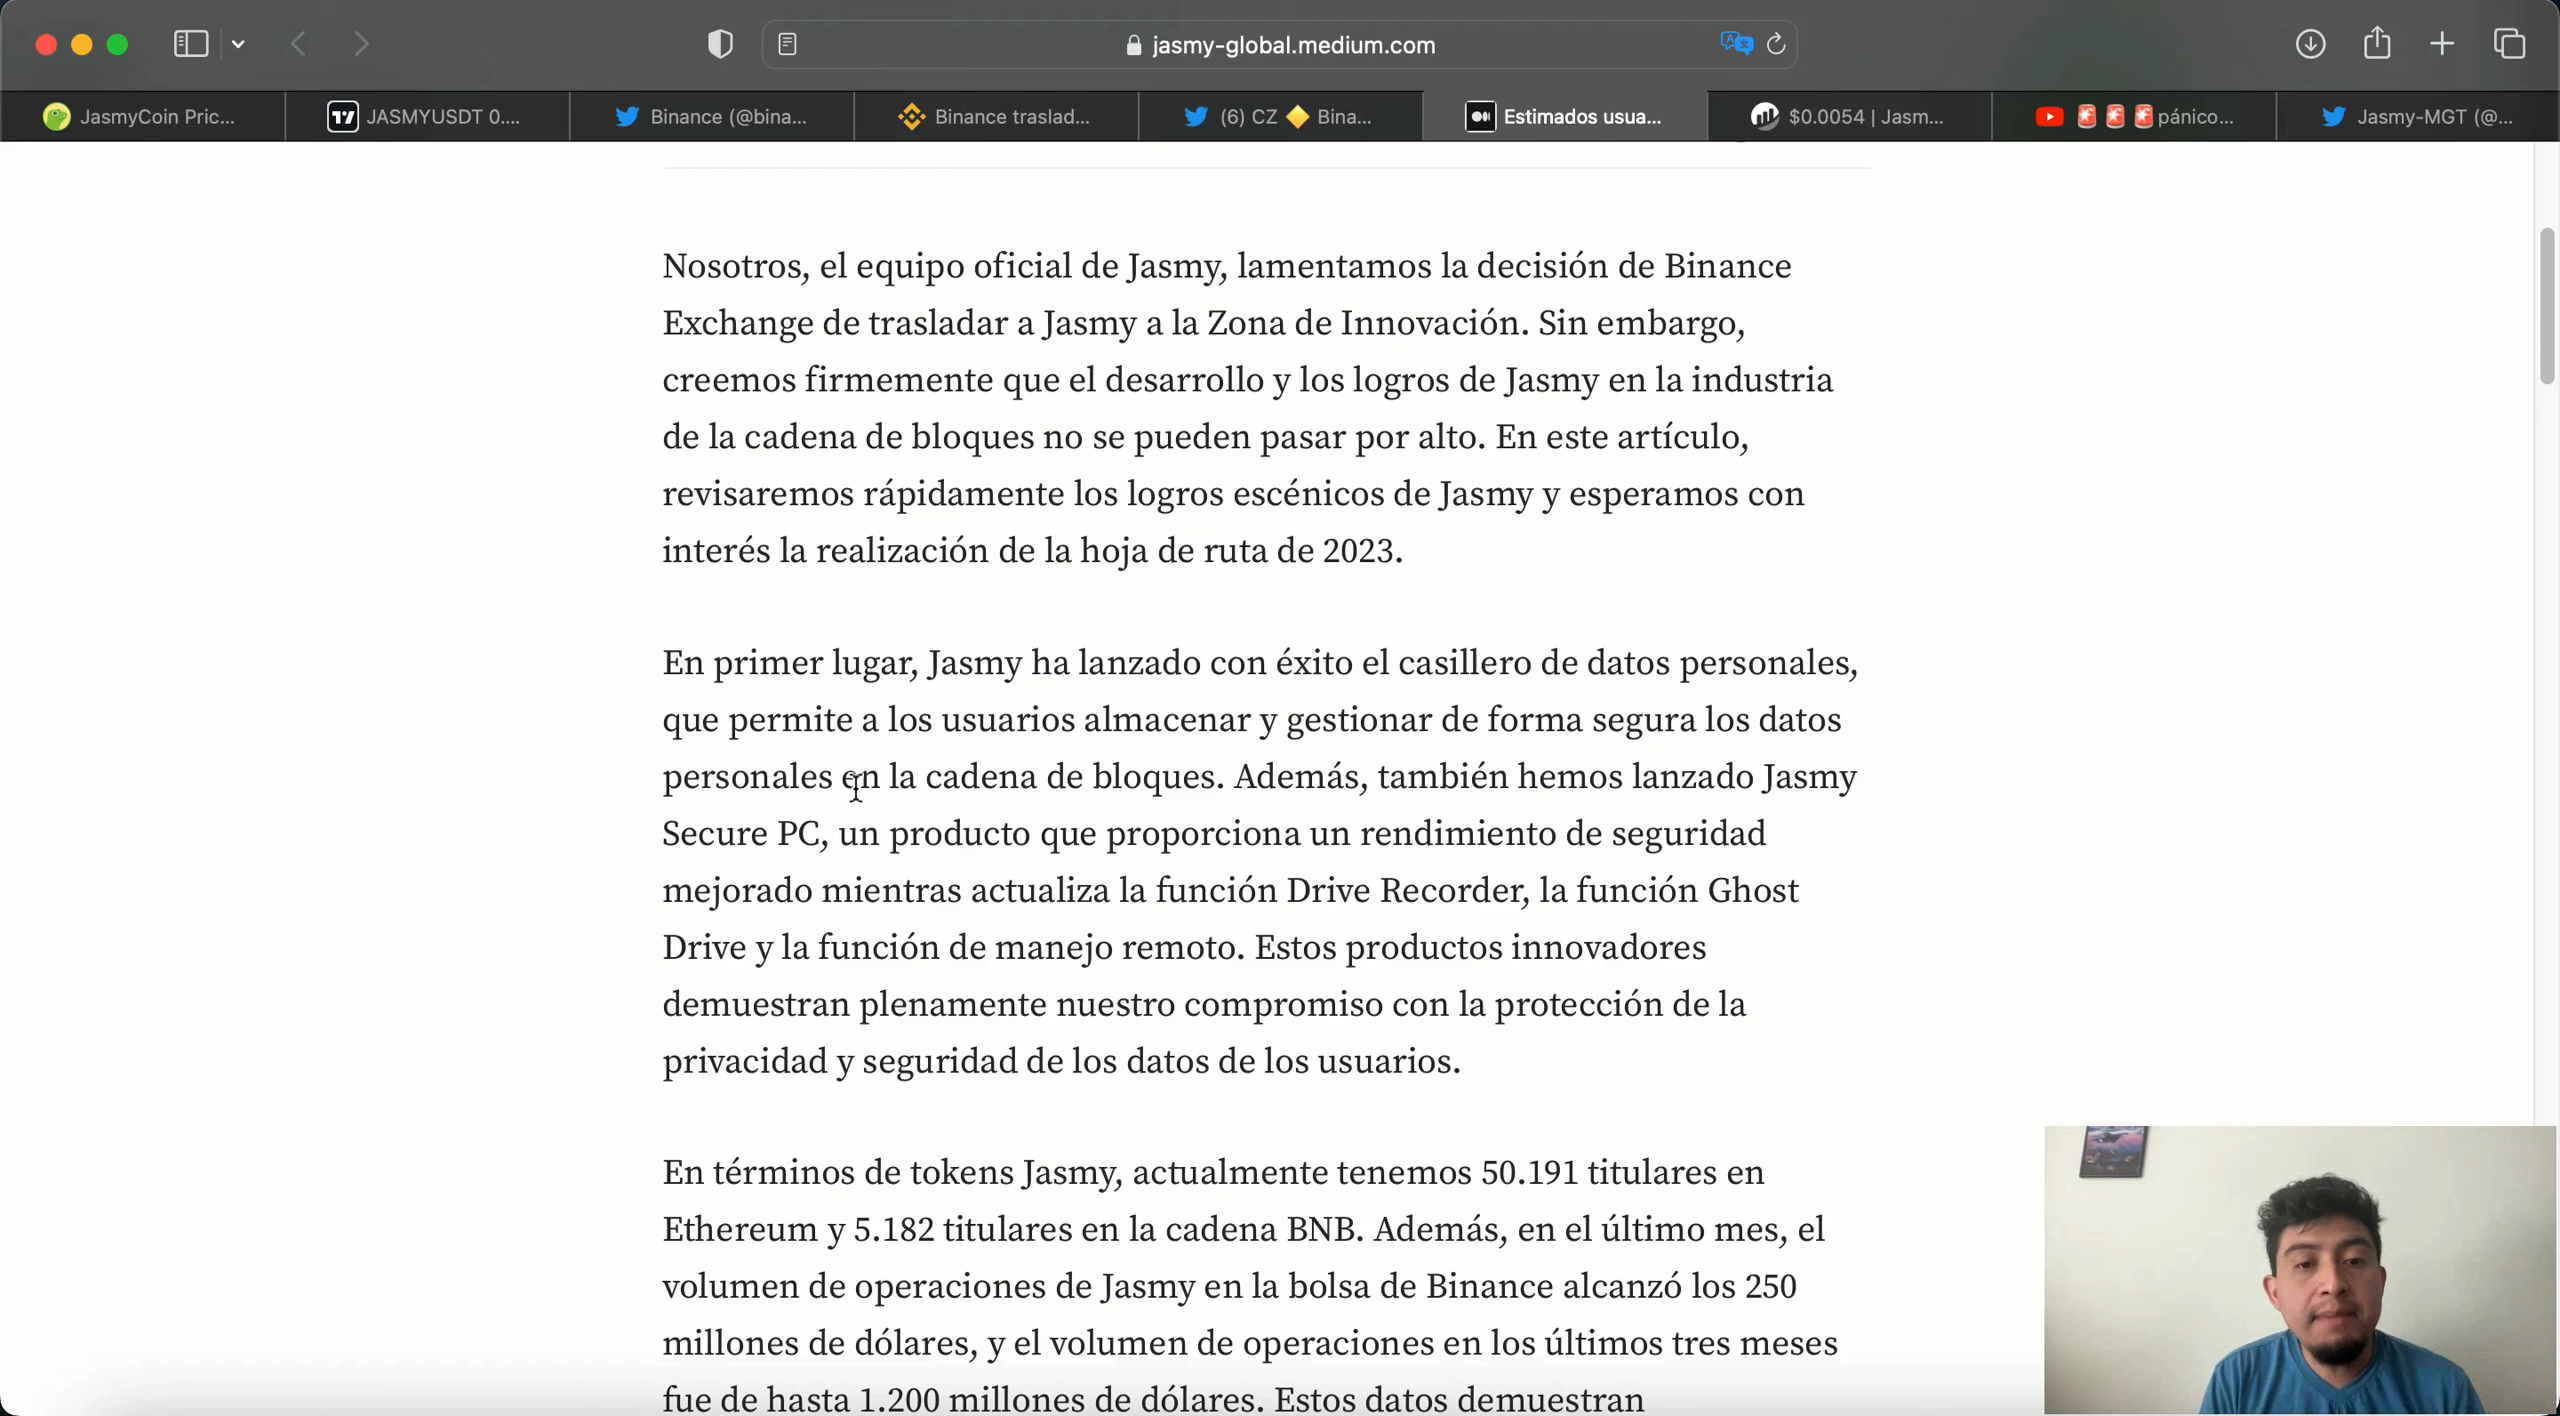 jasmy-global.medium.com
JasmyCoin Pric...
JASMYUSDT 0....
Binance (@bina...
Binance traslad...
(6) CZ 🔶 Bina...
Estimados usua...
$0.0054 | Jasm...
🚨🚨🚨pánico...
Jasmy-MGT (@...
Nosotros, el equipo oficial de Jasmy, lamentamos la decisión de Binance
Exchange de trasladar a Jasmy a la Zona de Innovación. Sin embargo,
creemos firmemente que el desarrollo y los logros de Jasmy en la industria
de la cadena de bloques no se pueden pasar por alto. En este artículo,
revisaremos rápidamente los logros escénicos de Jasmy y esperamos con
interés la realización de la hoja de ruta de 2023.
En primer lugar, Jasmy ha lanzado con éxito el casillero de datos personales,
que permite a los usuarios almacenar y gestionar de forma segura los datos
personales en la cadena de bloques. Además, también hemos lanzado Jasmy
Secure PC, un producto que proporciona un rendimiento de seguridad
mejorado mientras actualiza la función Drive Recorder, la función Ghost
Drive y la función de manejo remoto. Estos productos innovadores
demuestran plenamente nuestro compromiso con la protección de la
privacidad y seguridad de los datos de los usuarios.
En términos de tokens Jasmy, actualmente tenemos 50.191 titulares en
Ethereum y 5.182 titulares en la cadena BNB. Además, en el último mes, el
volumen de operaciones de Jasmy en la bolsa de Binance alcanzó los 250
millones de dólares, y el volumen de operaciones en los últimos tres meses
fue de hasta 1.200 millones de dólares. Estos datos demuestran